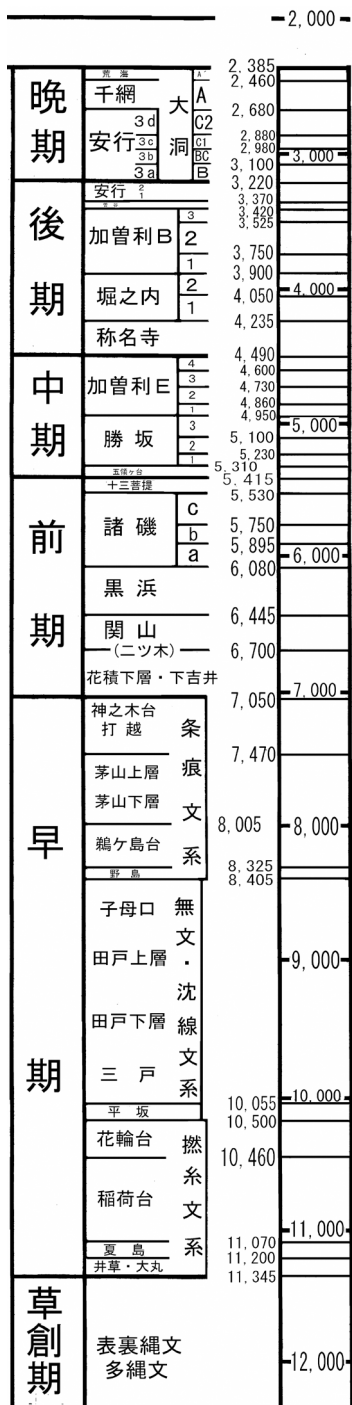 2,000
晩期
荒海
千網
安行
3d
3c
3b
3a
大洞
A'
A
C2
C1
BC
B
2,385
2,460
2,680
2,880
2,980
3,000
3,100
3,220
後期
安行 2
1
加曽利B
3
2
1
堀之内
2
1
称名寺
3,370
3,420
3,525
3,750
3,900
4,000
4,050
4,235
4,490
中期
加曽利E
4
3
2
1
勝坂
3
2
1
五領ヶ台
4,600
4,730
4,860
4,950
5,000
5,100
5,230
5,310
5,415
前期
十三菩提
諸磯
c
b
a
黒浜
関山
(二ツ木)
花積下層・下吉井
5,530
5,750
5,895
6,000
6,080
6,445
6,700
7,000
7,050
早期
神之木台
打越
茅山上層
茅山下層
鵜ケ島台
野島
条痕文系
7,470
8,005
8,000
8,325
8,405
子母口
田戸上層
田戸下層
三戸
無文・沈線文系
平坂
9,000
10,000
10,055
10,500
花輪台
稲荷台
夏島
井草・大丸
撚糸文系
10,460
11,000
11,070
11,200
11,345
草創期
表裏縄文
多縄文
12,000